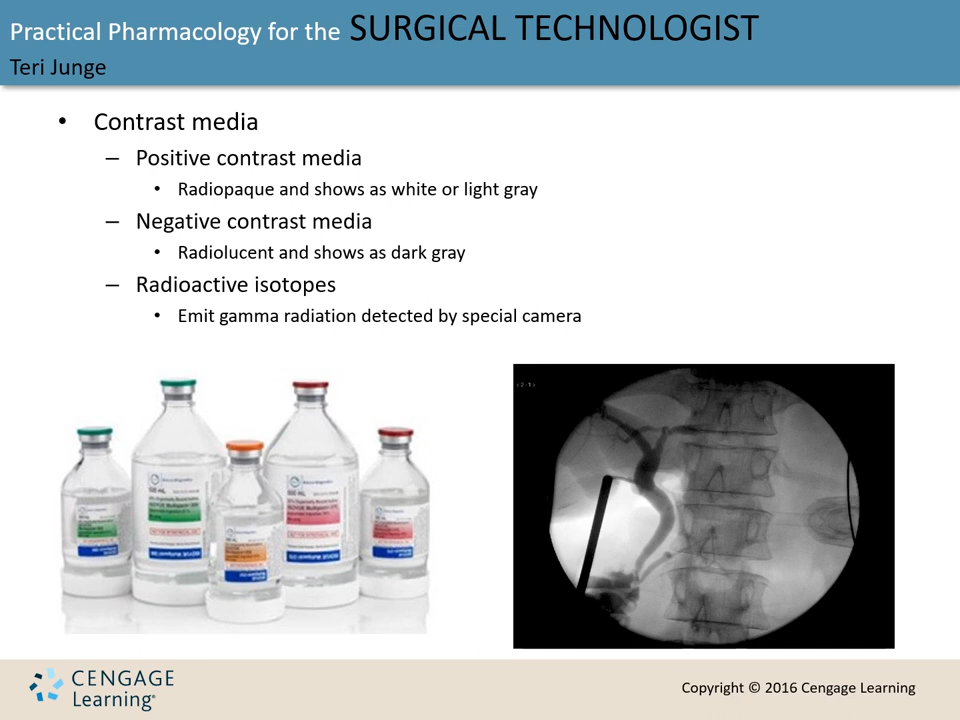 Practical Pharmacology for the SURGICAL TECHNOLOGIST
Teri Junge
• Contrast media
– Positive contrast media
• Radiopaque and shows as white or light gray
– Negative contrast media
• Radiolucent and shows as dark gray
– Radioactive isotopes
• Emit gamma radiation detected by special camera
CENGAGE
Learning®
Copyright © 2016 Cengage Learning